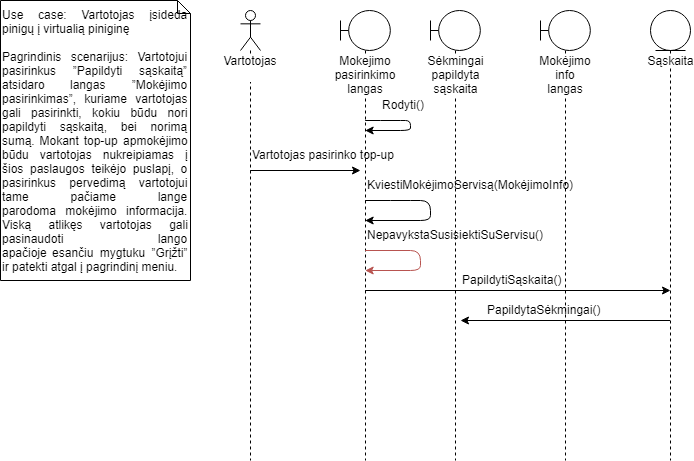 Use case: Vartotojas įsideda
pinigų į virtualią piniginę
Pagrindinis scenarijus: Vartotojui
pasirinkus "Papildyti sąskaitą"
atsidaro langas "Mokėjimo
pasirinkimas", kuriame vartotojas
gali pasirinkti, kokiu būdu nori
papildyti sąskaitą, bei norimą
sumą. Mokant top-up apmokėjimo
būdu vartotojas nukreipiamas į
šios paslaugos teikėjo puslapį, o
pasirinkus pervedimą vartotojui
tame pačiame lange
parodoma mokėjimo informacija.
Viską atlikęs vartotojas gali
pasinaudoti lango
apačioje esančiu mygtuku "Grįžti"
ir patekti atgal į pagrindinį meniu.
Vartotojas
Mokejimo
pasirinkimo
langas
Sėkmingai
papildyta
sąskaita
Mokėjimo
info
langas
Sąskaita
Rodyti()
Vartotojas pasirinko top-up
KviestiMokėjimoServisą(MokėjimoInfo)
NepavykstaSusisiektiSuServisu()
PapildytiSąskaita()
PapildytaSėkmingai()